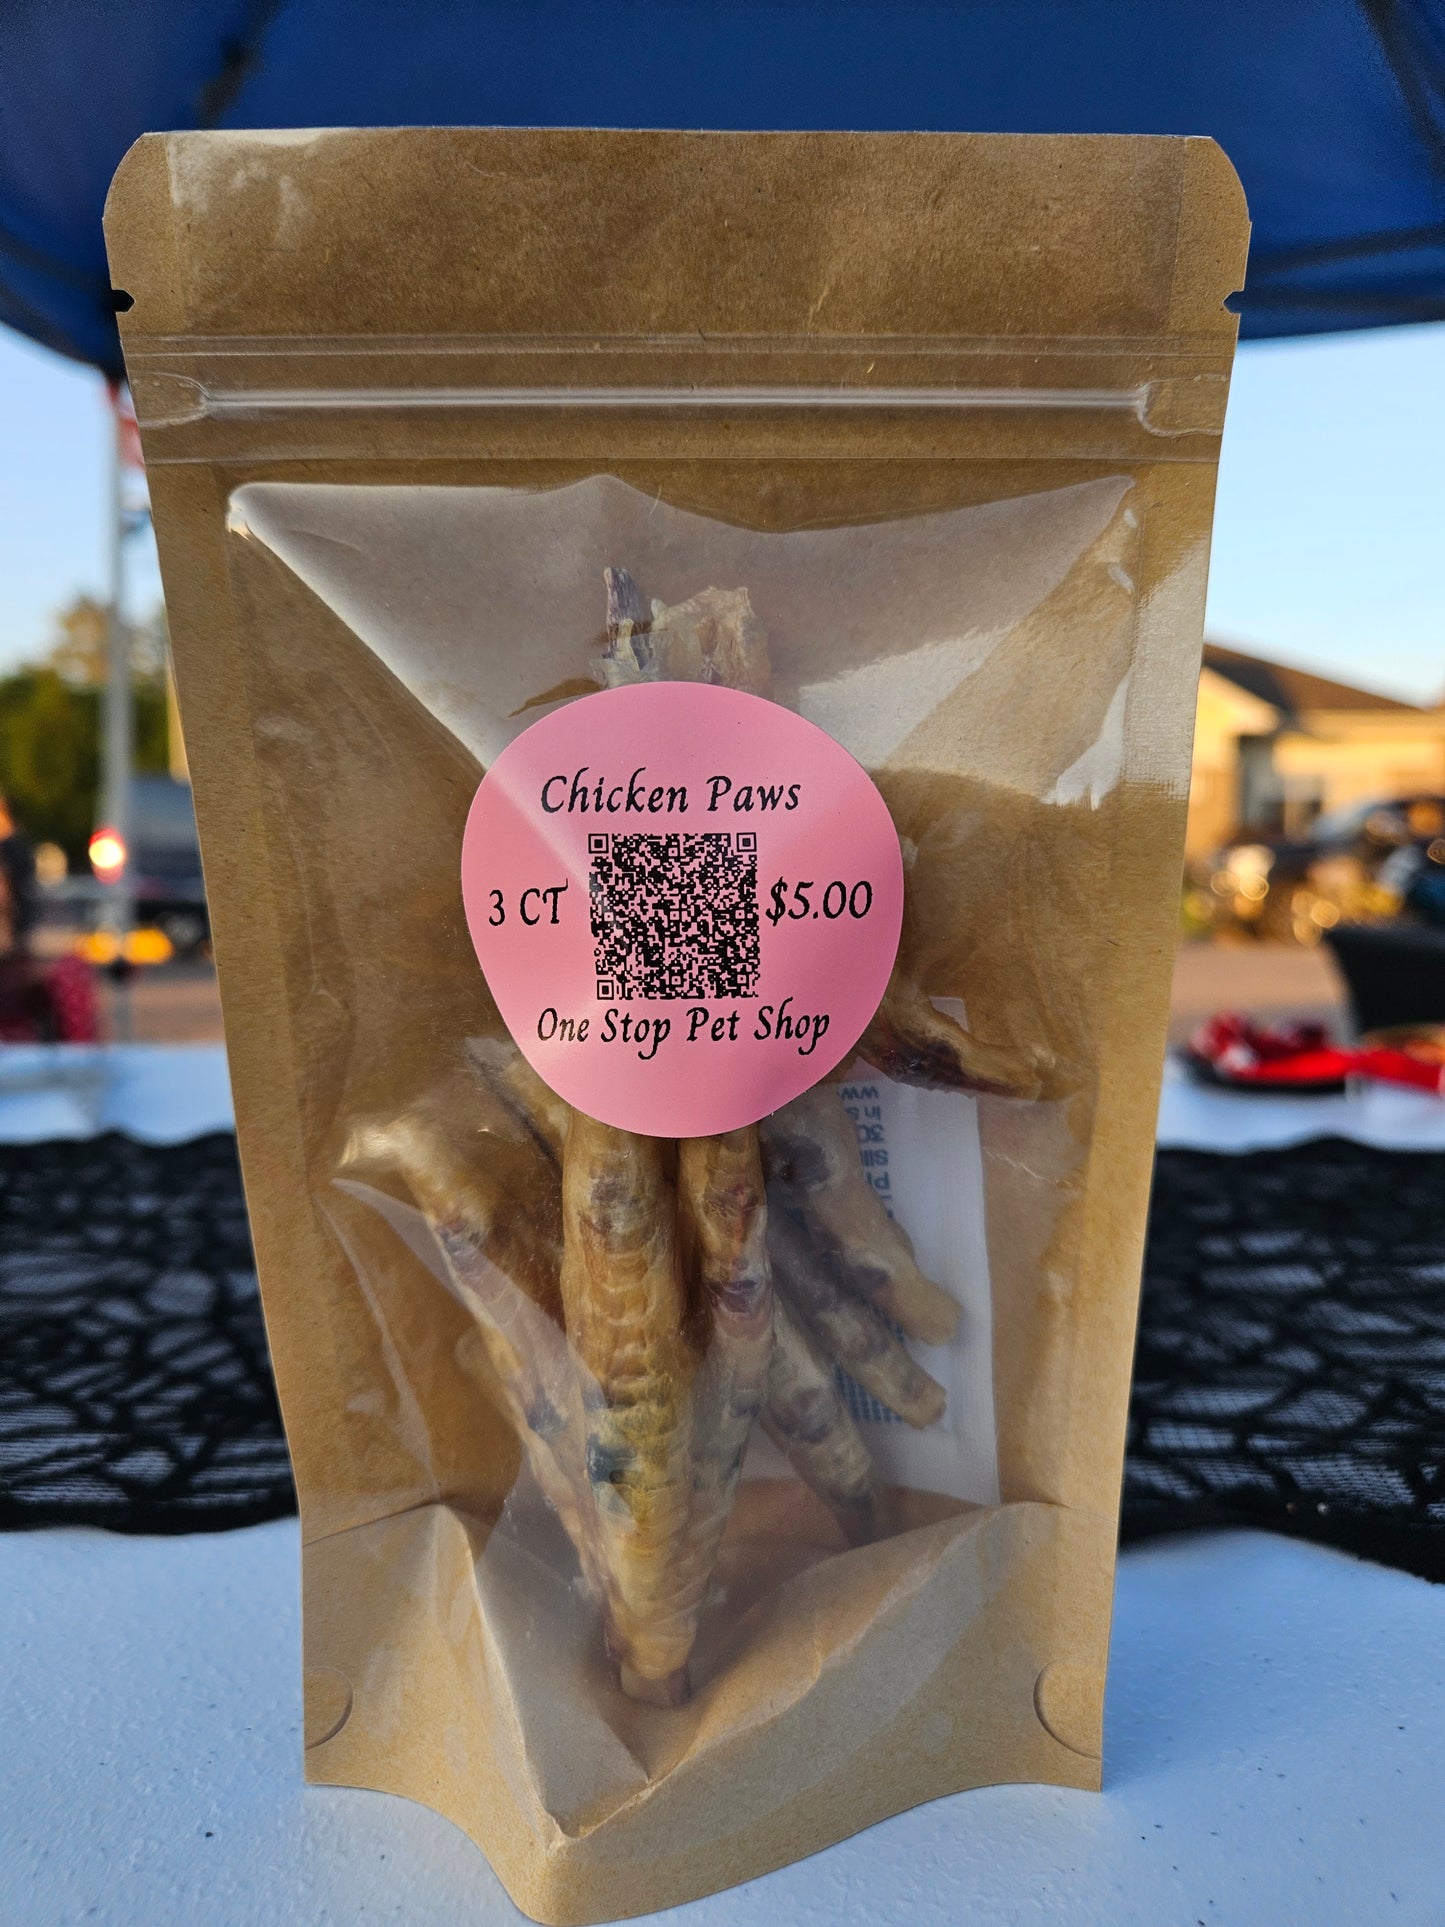 Chicken Paws
3 CT $5.00
One Stop Pet Shop